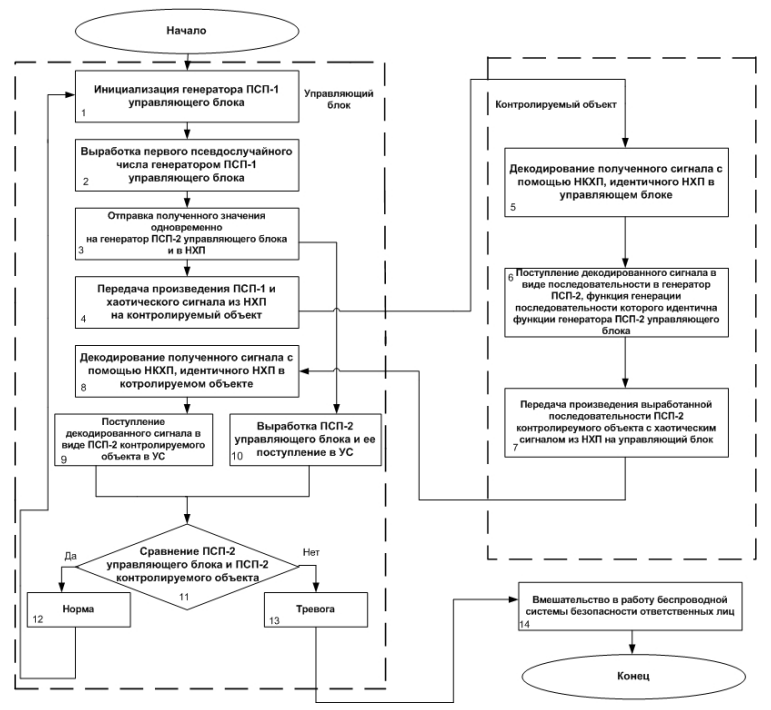 Начало
Управляющий
блок
Инициализация генератора ПСП-1
управляющего блока
1
Выработка первого псевдослучайного
числа генератором ПСП-1
управляющего блока
2
Отправка полученного значения
одновременно
на генератор ПСП-2 управляющего блока
и в НХП
3
Передача произведения ПСП-1 и
хаотического сигнала из НХП
на контролируемый объект
4
Контролируемый объект
Декодирование полученного сигнала с
помощью НКХП, идентичного НХП в
управляющем блоке
5
6
Поступление декодированного сигнала в
виде последовательности в генератор
ПСП-2, функция генерации
последовательности которого идентична
функции генератора ПСП-2 управляющего
блока
Передача произведения выработанной
последовательности ПСП-2
контролиреумого объекта с хаотическим
сигналом из НХП на управляющий блок
7
Декодирование полученного сигнала с
помощью НКХП, идентичного НХП в
котролируемом объекте
8
Поступление
декодированного сигнала в
виде ПСП-2 контролируемого
объекта в УС
9
Выработка ПСП-2
управляющего блока и ее
поступление в УС
10
Сравнение ПСП-2
управляющего блока и ПСП-2
контролируемого объекта
11
Да
Нет
Норма
12
Тревога
13
Вмешательство в работу беспроводной
системы безопасности ответственных лиц
14
Конец